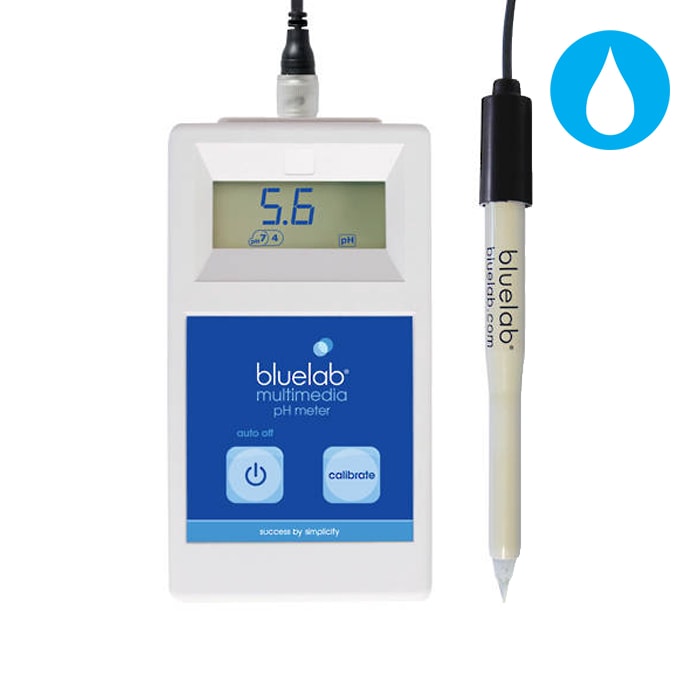 5.6
pH 7 4
pH
bluelab®
multimedia
pH meter
auto off
calibrate
success by simplicity
bluelab®
bluelab.com